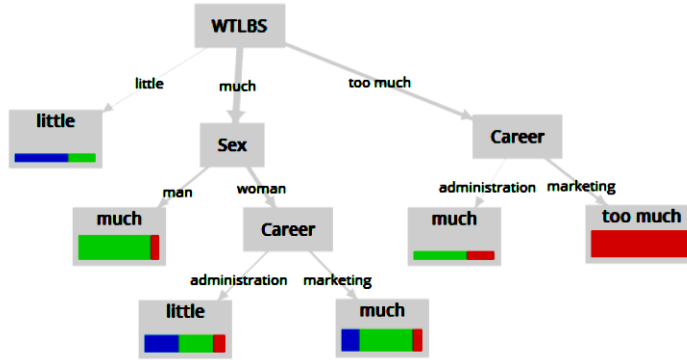 WTLBS
little
much
too much
little
Sex
Career
man
woman
administration
marketing
much
Career
much
too much
administration
marketing
little
much